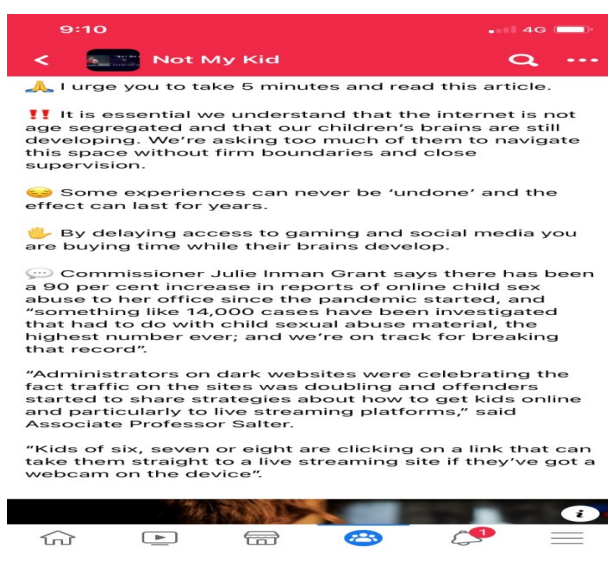 9:10
4G
Not My Kid
🙏 I urge you to take 5 minutes and read this article.
‼️ It is essential we understand that the internet is not
age segregated and that our children's brains are still
developing. We're asking too much of them to navigate
this space without firm boundaries and close
supervision.
😔 Some experiences can never be 'undone' and the
effect can last for years.
🖐 By delaying access to gaming and social media you
are buying time while their brains develop.
💬 Commissioner Julie Inman Grant says there has been
a 90 per cent increase in reports of online child sex
abuse to her office since the pandemic started, and
"something like 14,000 cases have been investigated
that had to do with child sexual abuse material, the
highest number ever; and we're on track for breaking
that record".
"Administrators on dark websites were celebrating the
fact traffic on the sites was doubling and offenders
started to share strategies about how to get kids online
and particularly to live streaming platforms," said
Associate Professor Salter.
"Kids of six, seven or eight are clicking on a link that can
take them straight to a live streaming site if they've got a
webcam on the device".
i
1